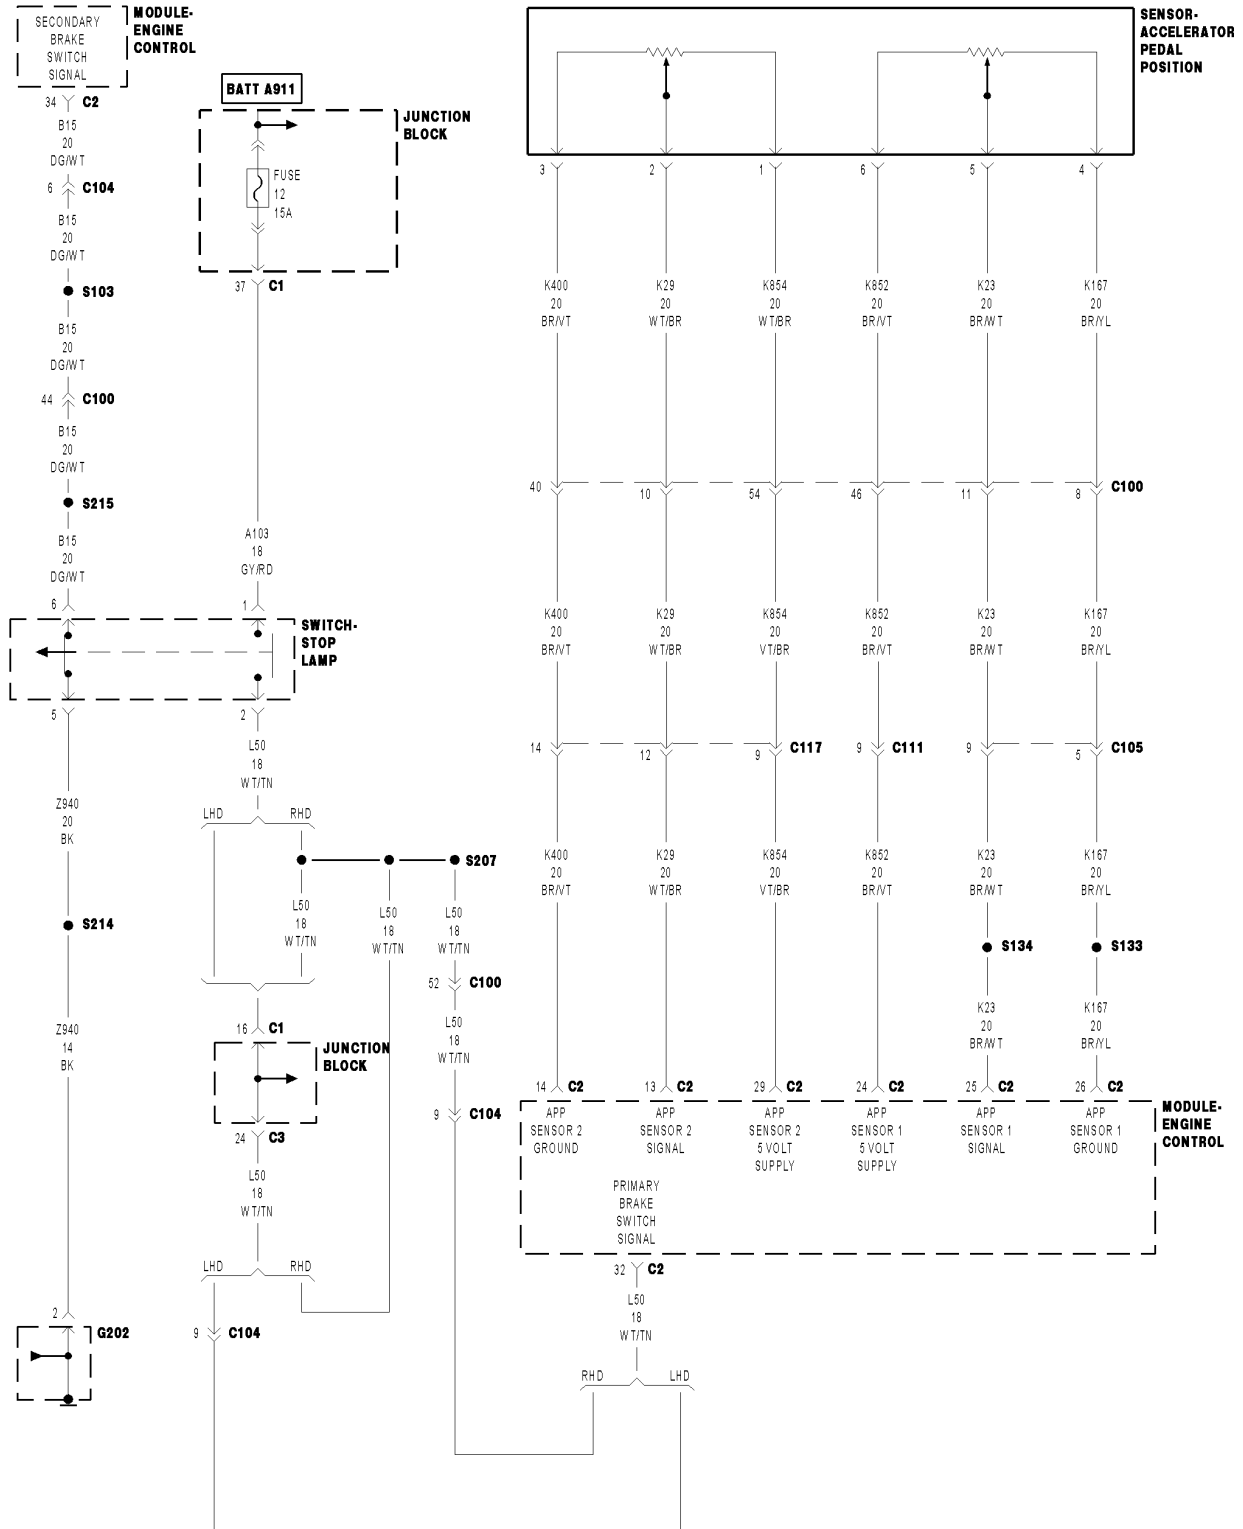 SECONDARY
BRAKE
SWITCH
SIGNAL
MODULE-
ENGINE
CONTROL
34 C2
B15
20
DG/WT
6 C104
B15
20
DG/WT
S103
B15
20
DG/WT
44 C100
B15
20
DG/WT
S215
B15
20
DG/WT
6
BATT A911
JUNCTION
BLOCK
FUSE
12
15A
37 C1
A103
18
GY/RD
1
SWITCH-
STOP
LAMP
5
2
Z940
20
BK
S214
Z940
14
BK
2
G202
L50
18
WT/TN
LHD RHD
S207
L50
18
WT/TN
L50
18
WT/TN
L50
18
WT/TN
52 C100
L50
18
WT/TN
9 C104
16 C1
JUNCTION
BLOCK
24 C3
L50
18
WT/TN
LHD RHD
9 C104
SENSOR-
ACCELERATOR
PEDAL
POSITION
3 2 1 6 5 4
K400 K29 K854 K852 K23 K167
20 20 20 20 20 20
BR/VT WT/BR WT/BR BR/VT BR/WT BR/YL
40 10 54 46 11 8 C100
K400 K29 K854 K852 K23 K167
20 20 20 20 20 20
BR/VT WT/BR VT/BR BR/VT BR/WT BR/YL
14 12 9 C117 9 C111 9 5 C105
K400 K29 K854 K852 K23 K167
20 20 20 20 20 20
BR/VT WT/BR VT/BR BR/VT BR/WT BR/YL
S134 S133
K23 K167
20 20
BR/WT BR/YL
14 C2 13 C2 29 C2 24 C2 25 C2 26 C2
APP
SENSOR 2
GROUND
APP
SENSOR 2
SIGNAL
APP
SENSOR 2
5 VOLT
SUPPLY
APP
SENSOR 1
5 VOLT
SUPPLY
APP
SENSOR 1
SIGNAL
APP
SENSOR 1
GROUND
MODULE-
ENGINE
CONTROL
PRIMARY
BRAKE
SWITCH
SIGNAL
32 C2
L50
18
WT/TN
RHD LHD